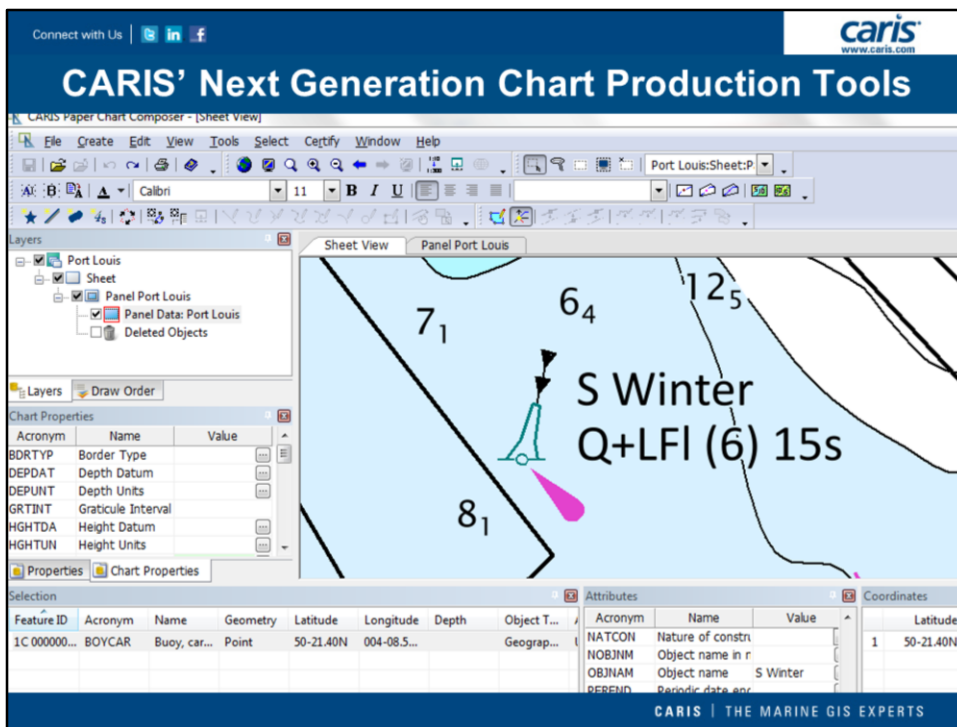 Connect with Us
caris
www.caris.com
CARIS' Next Generation Chart Production Tools
CARIS Paper Chart Composer - [Sheet View]
File Create Edit View Tools Select Certify Window Help
Port Louis:Sheet:P
A B A Calibri 11 B I U
Layers
Port Louis
Sheet
Panel Port Louis
Panel Data: Port Louis
Deleted Objects
Layers Draw Order
Chart Properties
Acronym Name Value
BDRTYP Border Type
DEPDAT Depth Datum
DEPUNT Depth Units
GRTINT Graticule Interval
HGHTDA Height Datum
HGHTUN Height Units
Properties Chart Properties
Sheet View Panel Port Louis
7₁ 6₄ 12₅
S Winter
Q+LFl (6) 15s
8₁
Selection
Feature ID Acronym Name Geometry Latitude Longitude Depth Object T...
1C 000000... BOYCAR Buoy, car... Point 50-21.40N 004-08.5... Geograp...
Attributes
Acronym Name Value
NATCON Nature of constru
NOBJNM Object name in n
OBJNAM Object name S Winter
PEREND Periodic date end
Coordinates
Latitude
1 50-21.40N
CARIS | THE MARINE GIS EXPERTS